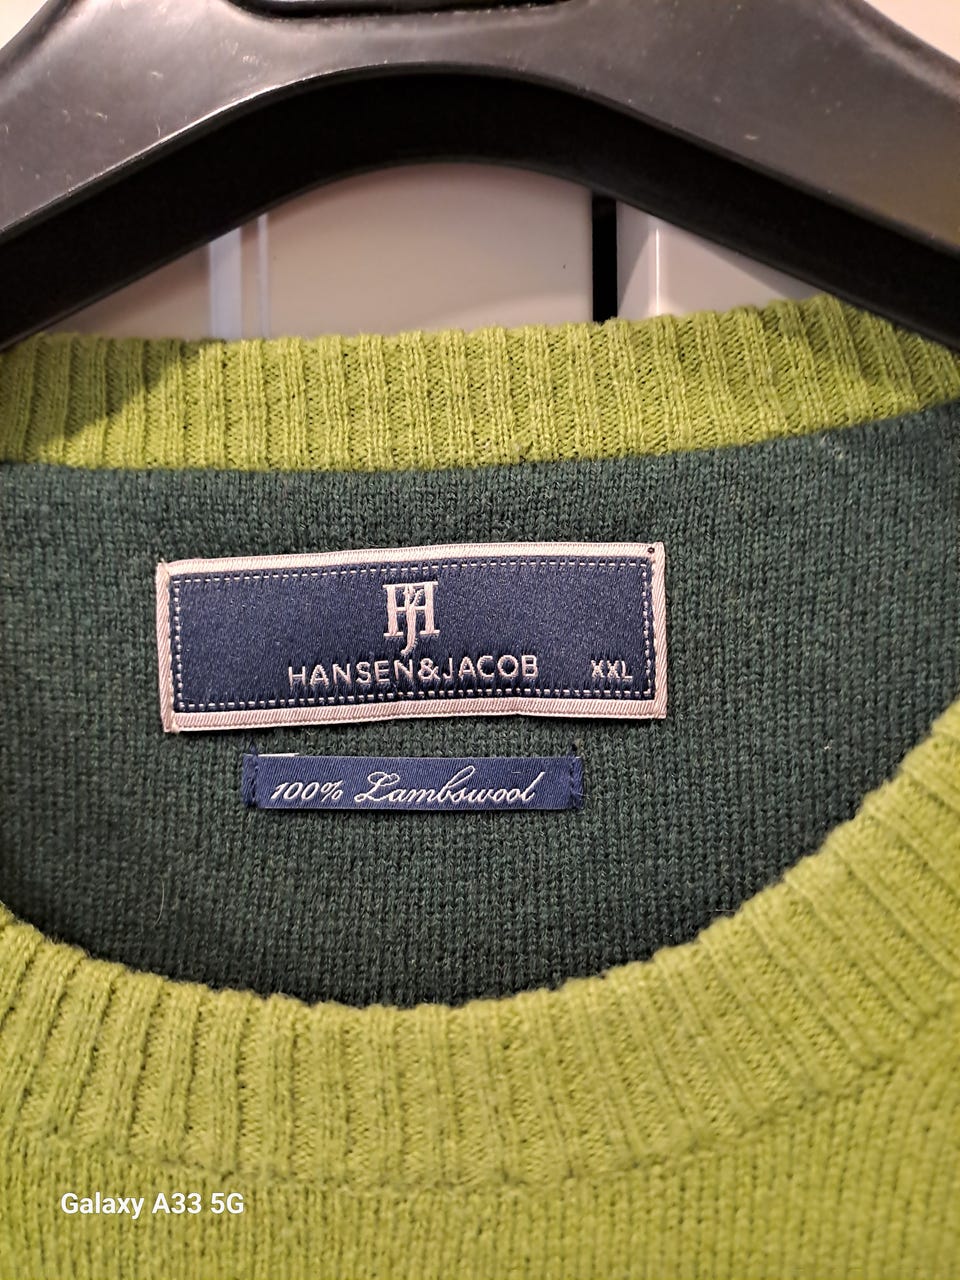 HJ
HANSEN&JACOB XXL
100% Lambswool
Galaxy A33 5G